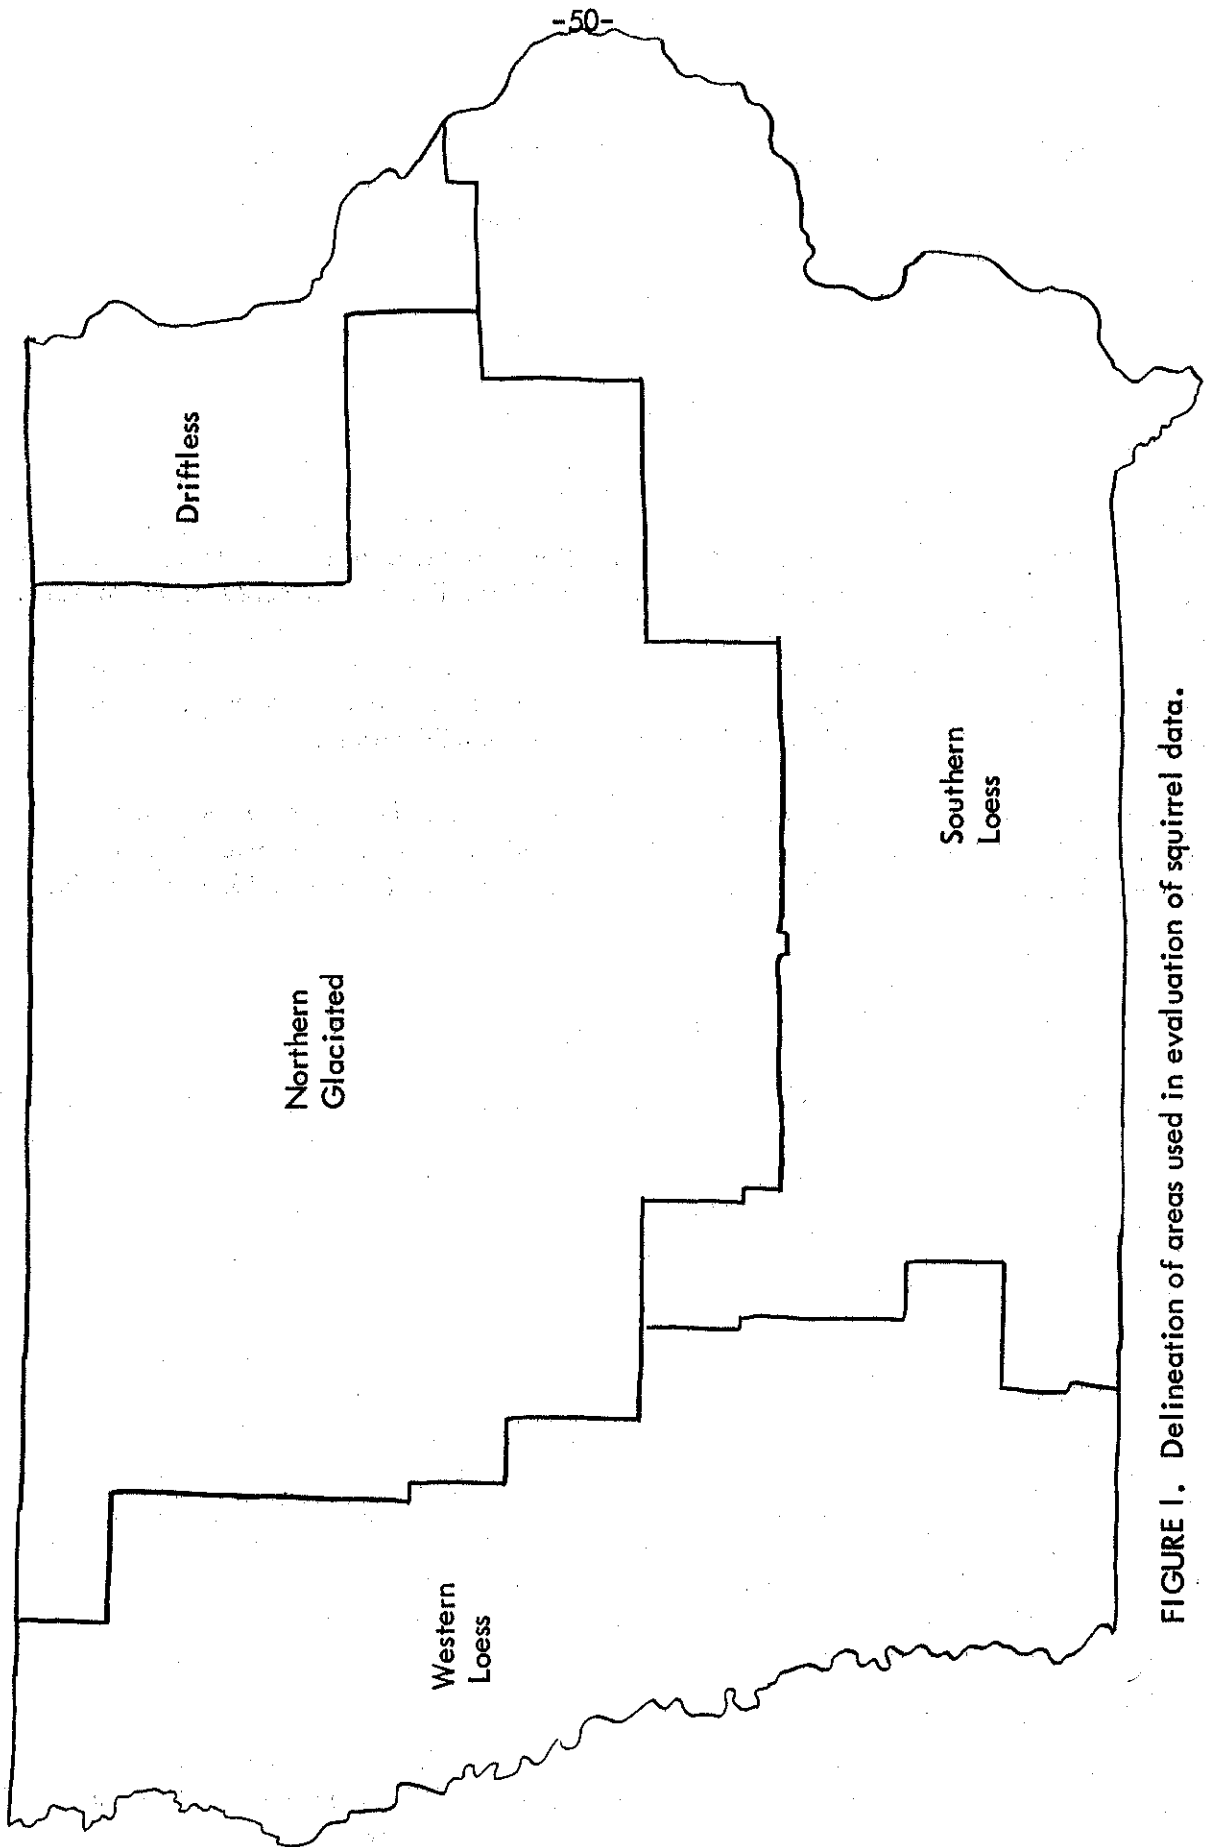 -50-
Driftless
Northern
Glaciated
Southern
Loess
Western
Loess
FIGURE 1. Delineation of areas used in evaluation of squirrel data.